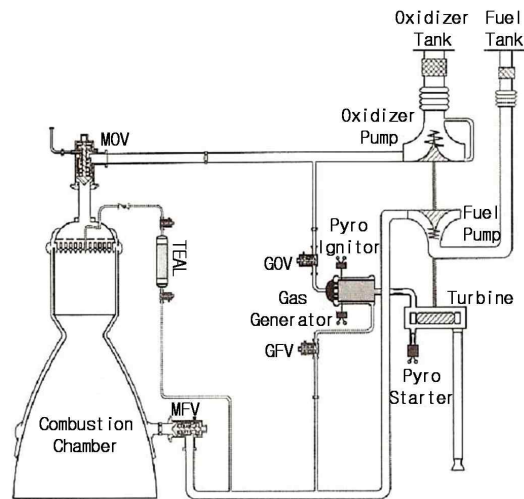 Oxidizer
Tank
Fuel
Tank
MOV
Oxidizer
Pump
Fuel
Pump
Pyro
Ignitor
TEAL
GOV
Gas
Generator
Turbine
GFV
Pyro
Starter
MFV
Combustion
Chamber